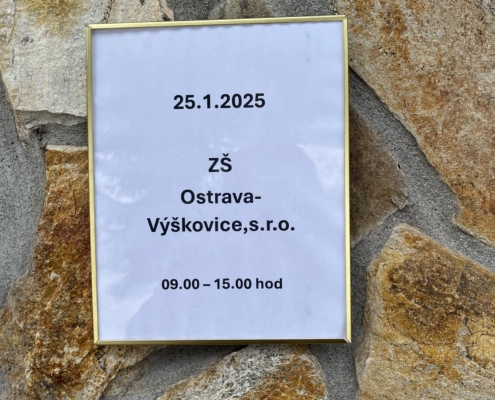 25.1.2025
ZŠ
Ostrava-
Výškovice,s.r.o.
09.00 – 15.00 hod